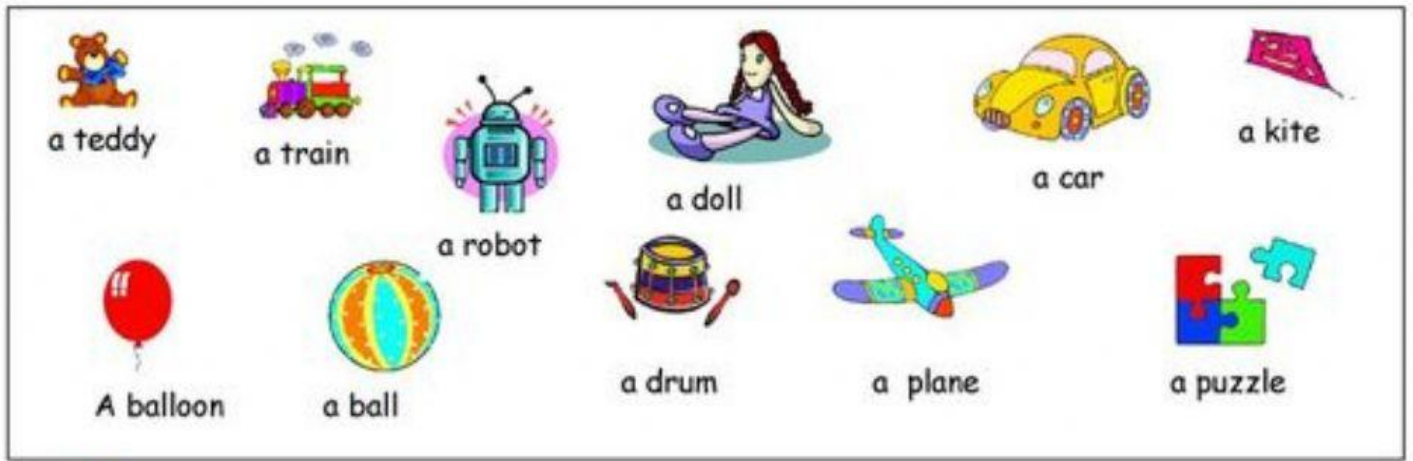 a teddy
a train
a robot
a doll
a car
a kite
A balloon
a ball
a drum
a plane
a puzzle